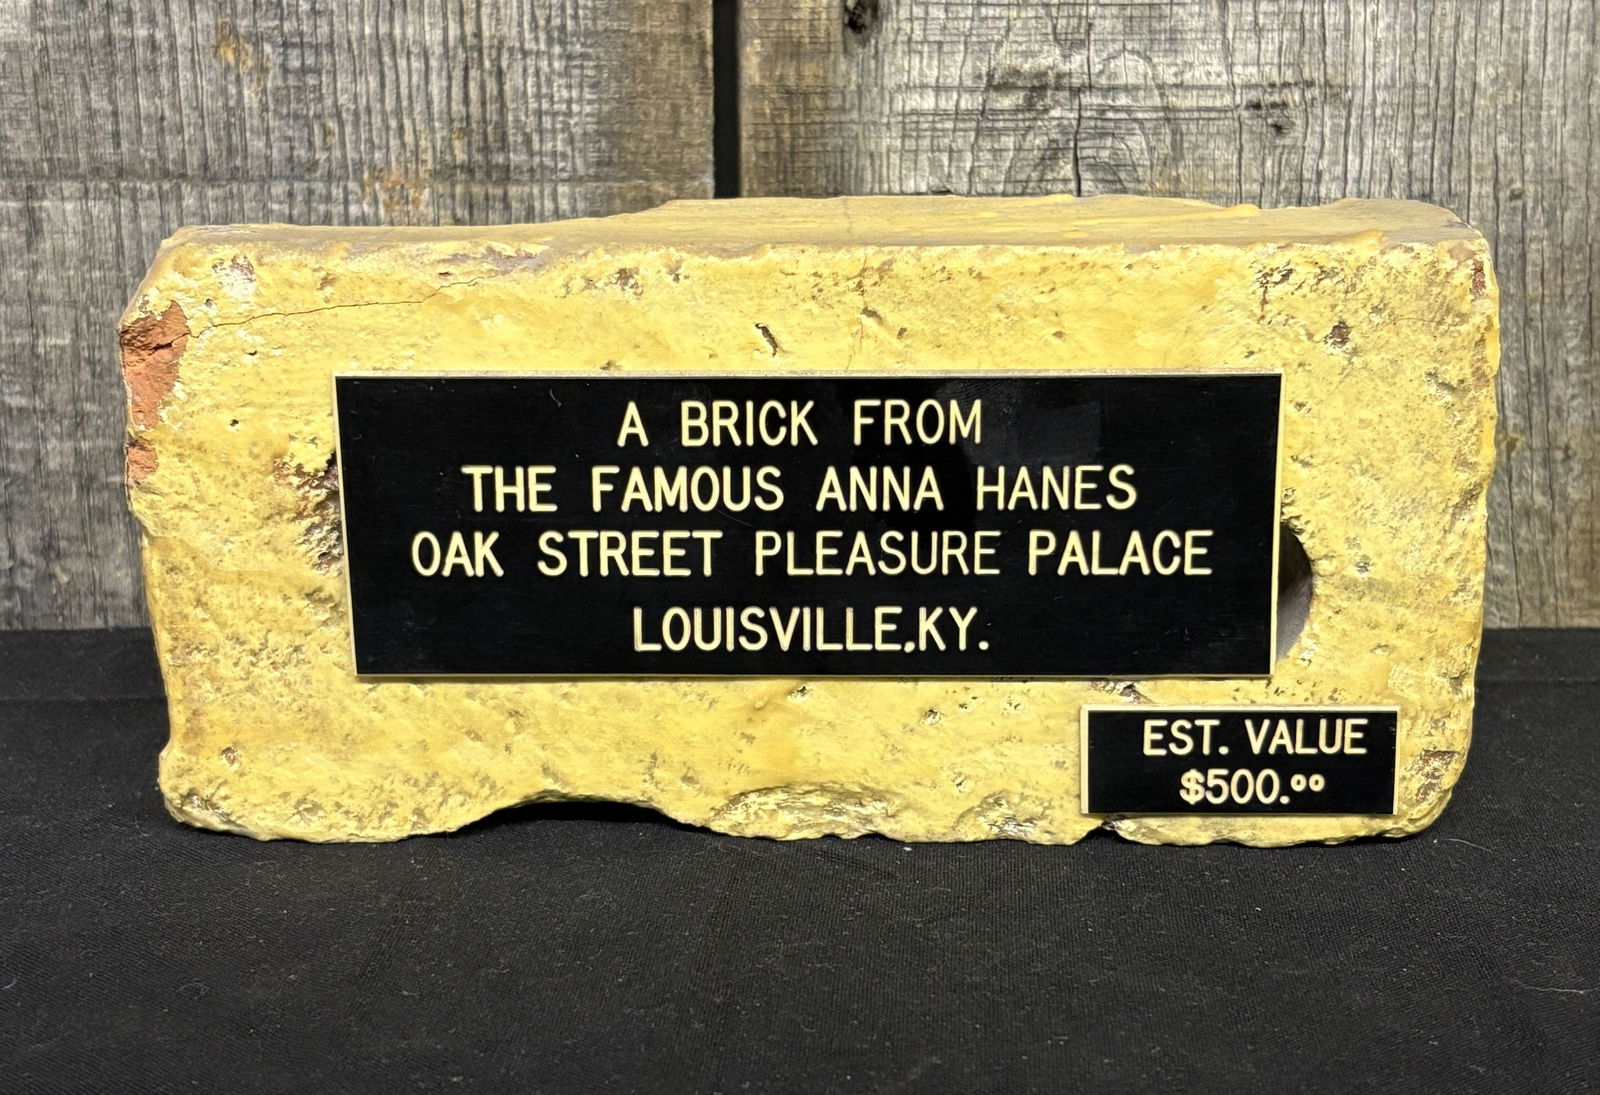 A BRICK FROM
THE FAMOUS ANNA HANES
OAK STREET PLEASURE PALACE
LOUISVILLE,KY.
EST. VALUE
$500.⁰⁰